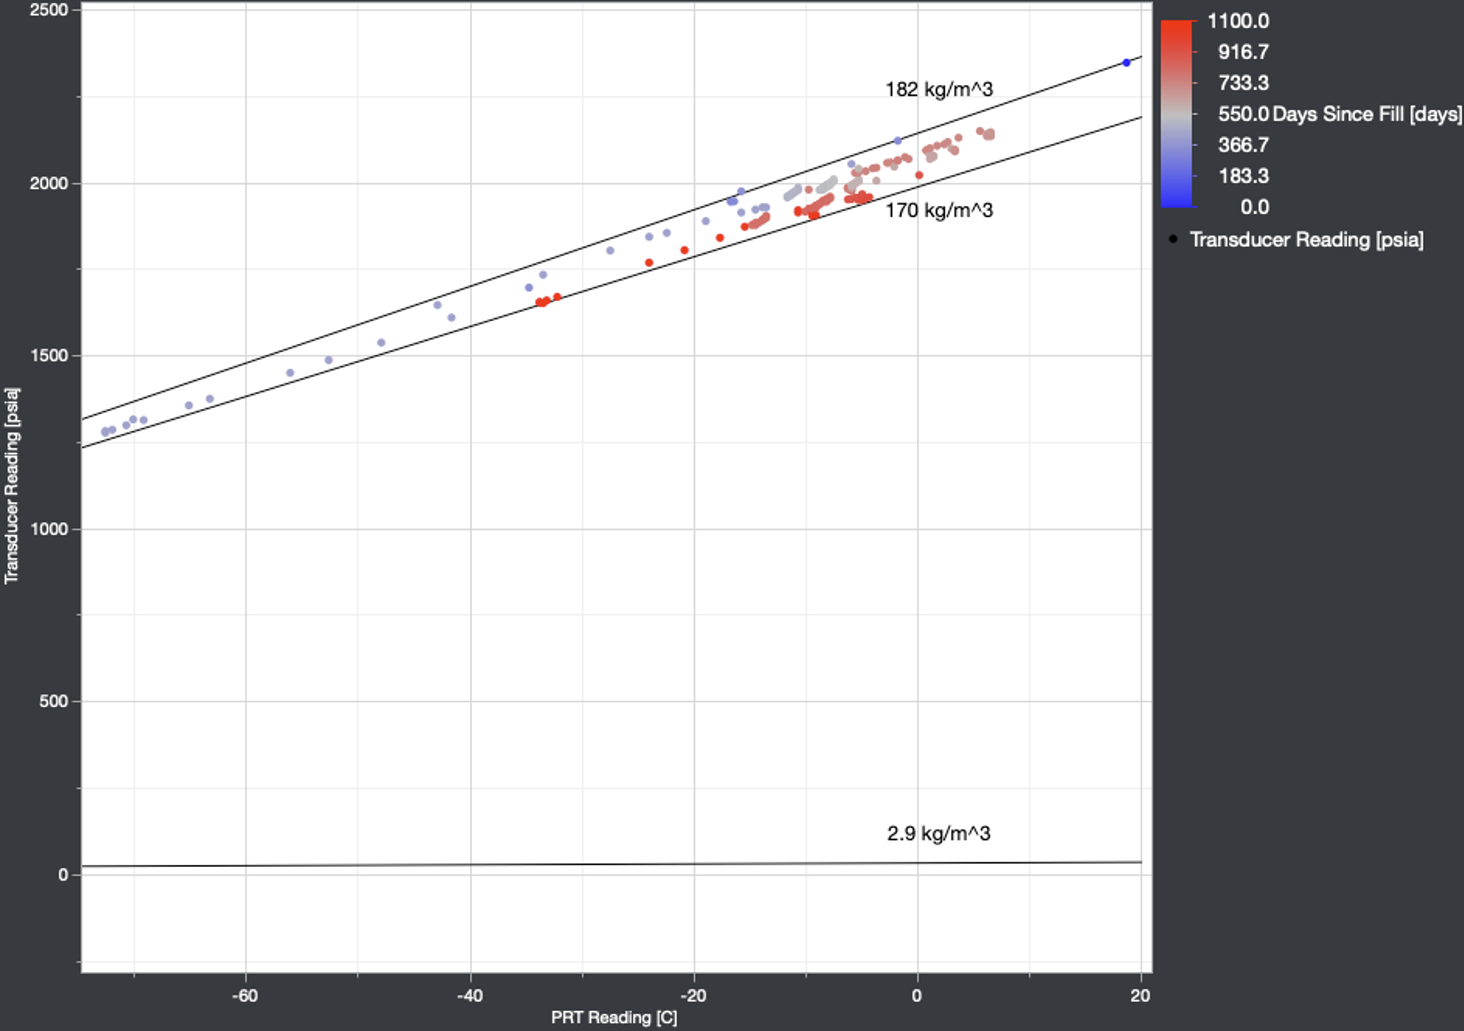 2500
2000
1500
1000
500
0
Transducer Reading [psia]
-60
-40
-20
0
20
PRT Reading [C]
182 kg/m^3
170 kg/m^3
2.9 kg/m^3
1100.0
916.7
733.3
550.0 Days Since Fill [days]
366.7
183.3
0.0
Transducer Reading [psia]